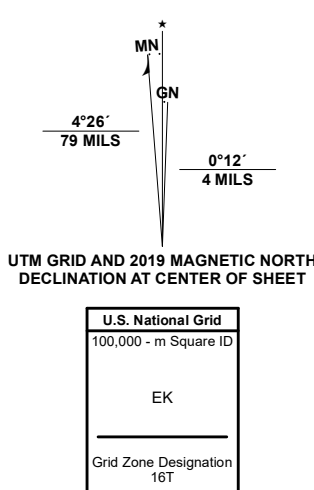 ★
MN
GN
4°26´
79 MILS
0°12´
4 MILS
UTM GRID AND 2019 MAGNETIC NORTH
DECLINATION AT CENTER OF SHEET
U.S. National Grid
100,000 - m Square ID
EK
Grid Zone Designation
16T